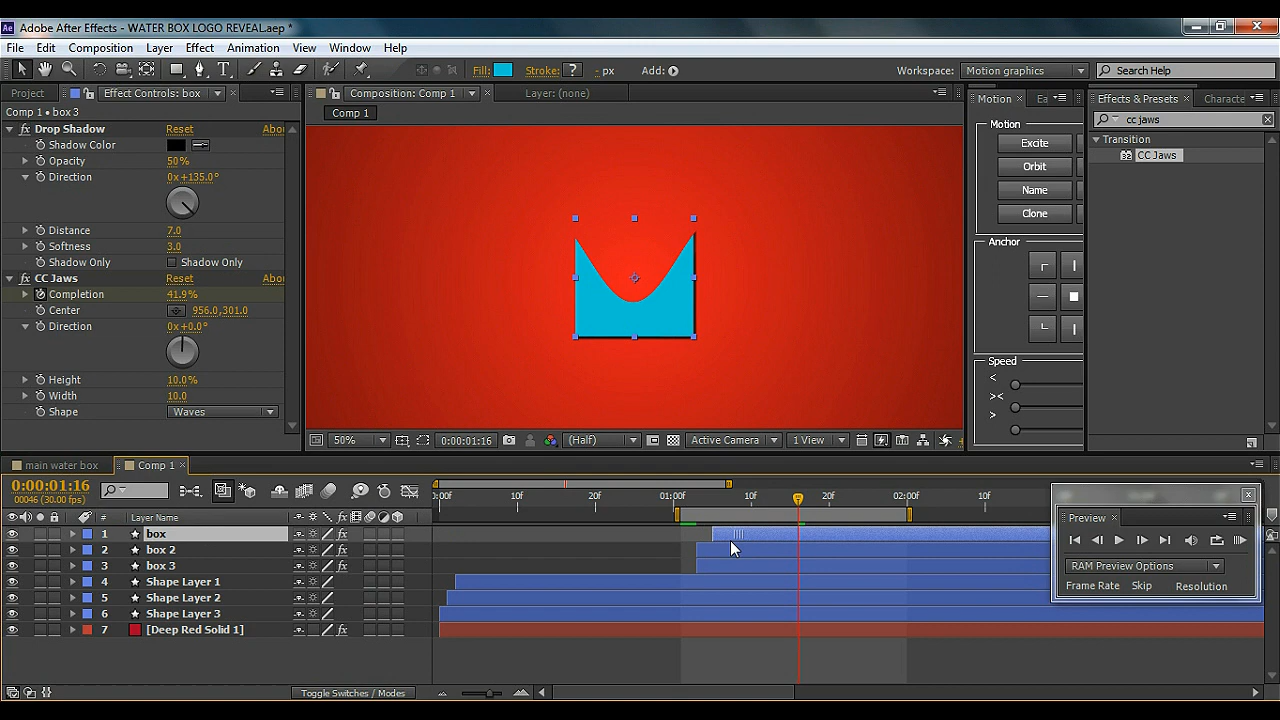 Adobe After Effects - WATER BOX LOGO REVEAL.aep *
File Edit Composition Layer Effect Animation View Window Help
Fill: Stroke: ? - px Add: Workspace: Motion graphics Search Help
Project Effect Controls: box Composition: Comp 1 Layer: (none) Motion Ea Effects & Presets Characte
Comp 1 • box 3
Comp 1
cc jaws
Drop Shadow Reset Abou
Shadow Color
Opacity 50%
Direction 0x+135.0°
Distance 7.0
Softness 3.0
Shadow Only Shadow Only
CC Jaws Reset Abou
Completion 41.9%
Center 956.0,301.0
Direction 0x+0.0°
Height 10.0%
Width 10.0
Shape Waves
Motion
Excite
Orbit
Name
Clone
Anchor
Speed
<
><
>
Transition
CC Jaws
50% 0:00:01:16 (Half) Active Camera 1 View
main water box Comp 1
0:00:01:16
00046 (30.00 fps)
:00f 10f 20f 01:00f 10f 20f 02:00f 10f
# Layer Name
1 box
2 box 2
3 box 3
4 Shape Layer 1
5 Shape Layer 2
6 Shape Layer 3
7 [Deep Red Solid 1]
Toggle Switches / Modes
Preview
RAM Preview Options
Frame Rate Skip Resolution